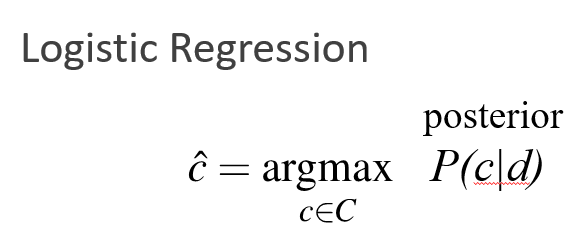 Logistic Regression
posterior
ĉ = argmax P(c|d)
c∈C